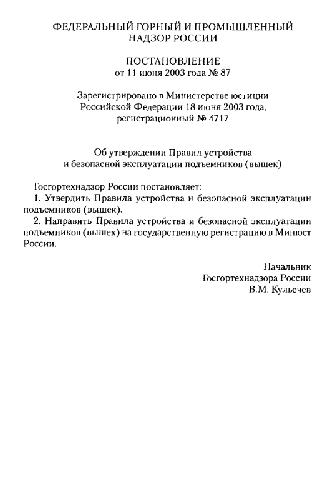 ФЕДЕРАЛЬНЫЙ ГОРНЫЙ И ПРОМЫШЛЕННЫЙ
НАДЗОР РОССИИ
ПОСТАНОВЛЕНИЕ
от 11 июня 2003 года № 87
Зарегистрировано в Министерстве юстиции
Российской Федерации 18 июня 2003 года,
регистрационный № 4717
Об утверждении Правил устройства
и безопасной эксплуатации подъемников (вышек)
Госгортехнадзор России постановляет:
1. Утвердить Правила устройства и безопасной эксплуатации
подъемников (вышек).
2. Направить Правила устройства и безопасной эксплуатации
подъемников (вышек) на государственную регистрацию в Минюст
России.
Начальник
Госгортехнадзора России
В.М. Кульечев